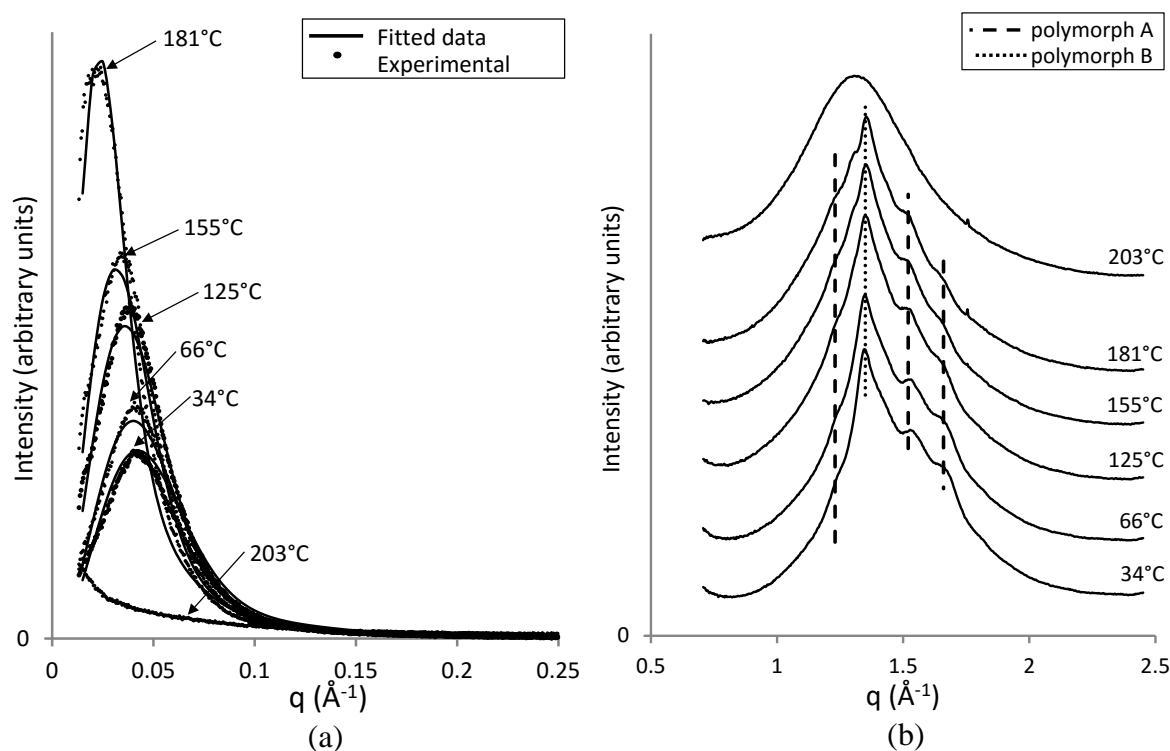 Fitted data
Experimental
181°C
155°C
125°C
66°C
34°C
203°C
Intensity (arbitrary units)
0
0 0.05 0.1 0.15 0.2 0.25
q (Å-1)
(a)
polymorph A
polymorph B
203°C
181°C
155°C
125°C
66°C
34°C
Intensity (arbitrary units)
0
0.5 1 1.5 2 2.5
q (Å-1)
(b)